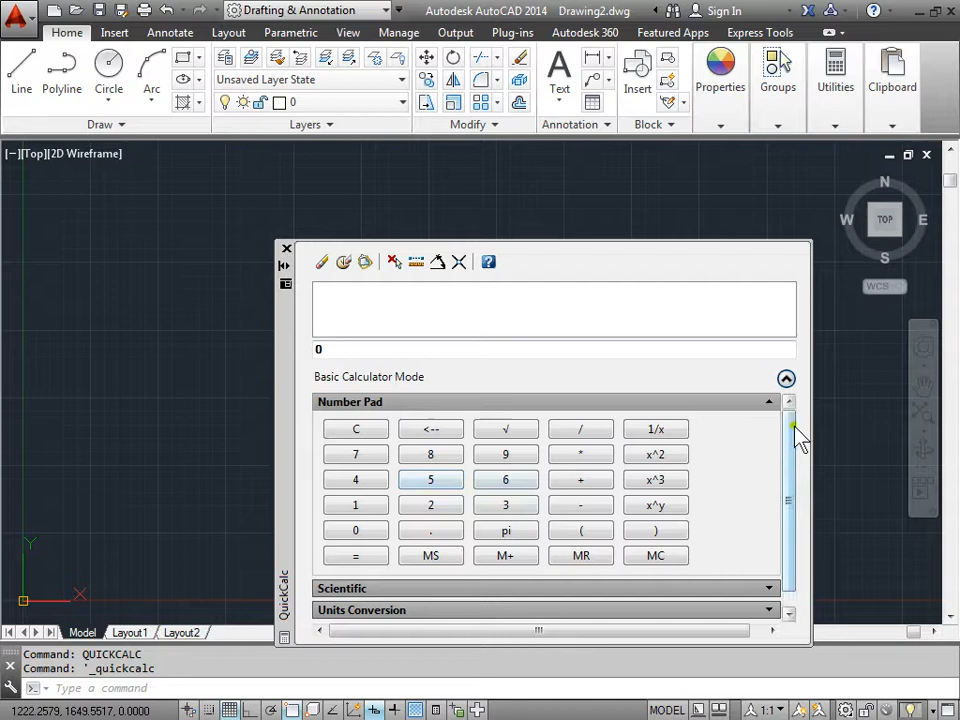 Drafting & Annotation
Autodesk AutoCAD 2014 Drawing2.dwg
Sign In
Home Insert Annotate Layout Parametric View Manage Output Plug-ins Autodesk 360 Featured Apps Express Tools
Unsaved Layer State
0
Line Polyline Circle Arc Text Insert Properties Groups Utilities Clipboard
Draw Layers Modify Annotation Block
[−][Top][2D Wireframe]
N
W TOP E
S
WCS
0
Basic Calculator Mode
Number Pad
C <-- √ / 1/x
7 8 9 * x^2
4 5 6 + x^3
1 2 3 - x^y
0 . pi ( )
= MS M+ MR MC
Scientific
Units Conversion
QuickCalc
Y
X
Model Layout1 Layout2
Command: QUICKCALC
Command: '_quickcalc
Type a command
1222.2579, 1649.5517, 0.0000
MODEL
1:1